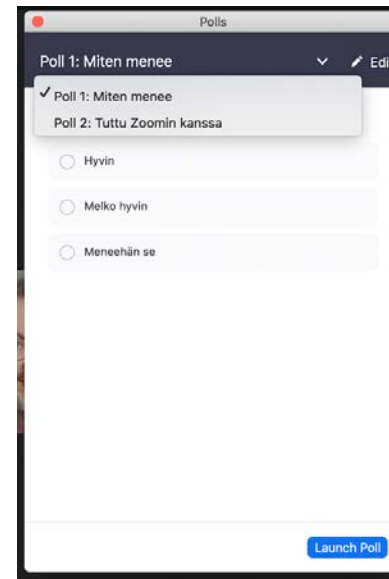 Polls
Poll 1: Miten menee
Edi
✓ Poll 1: Miten menee
Poll 2: Tuttu Zoomin kanssa
Hyvin
Melko hyvin
Meneehän se
Launch Poll